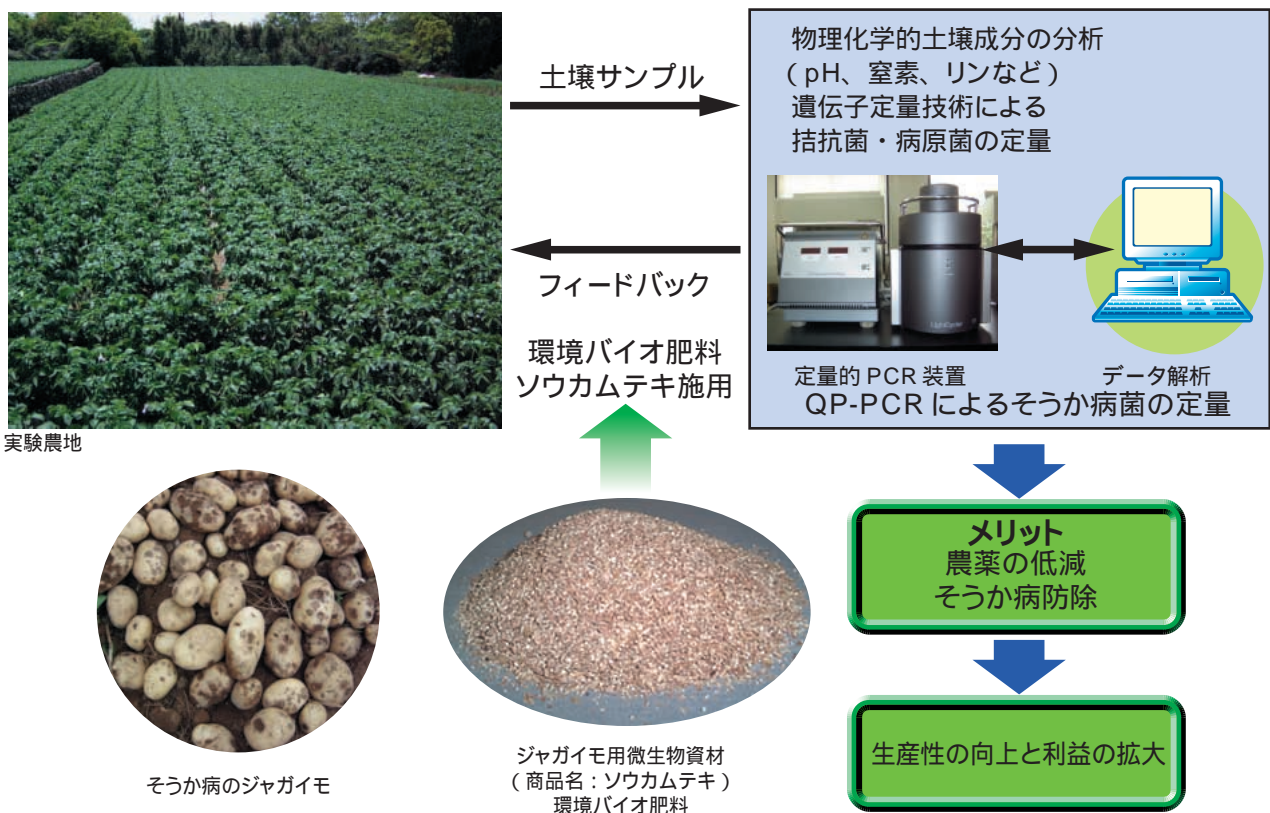 土壌サンプル
フィードバック
環境バイオ肥料
ソウカムテキ施用
実験農地
物理化学的土壌成分の分析
(pH、窒素、リンなど)
遺伝子定量技術による
拮抗菌・病原菌の定量
LightCycler
定量的 PCR 装置
データ解析
QP-PCR によるそうか病菌の定量
メリット
農薬の低減
そうか病防除
生産性の向上と利益の拡大
そうか病のジャガイモ
ジャガイモ用微生物資材
(商品名:ソウカムテキ)
環境バイオ肥料